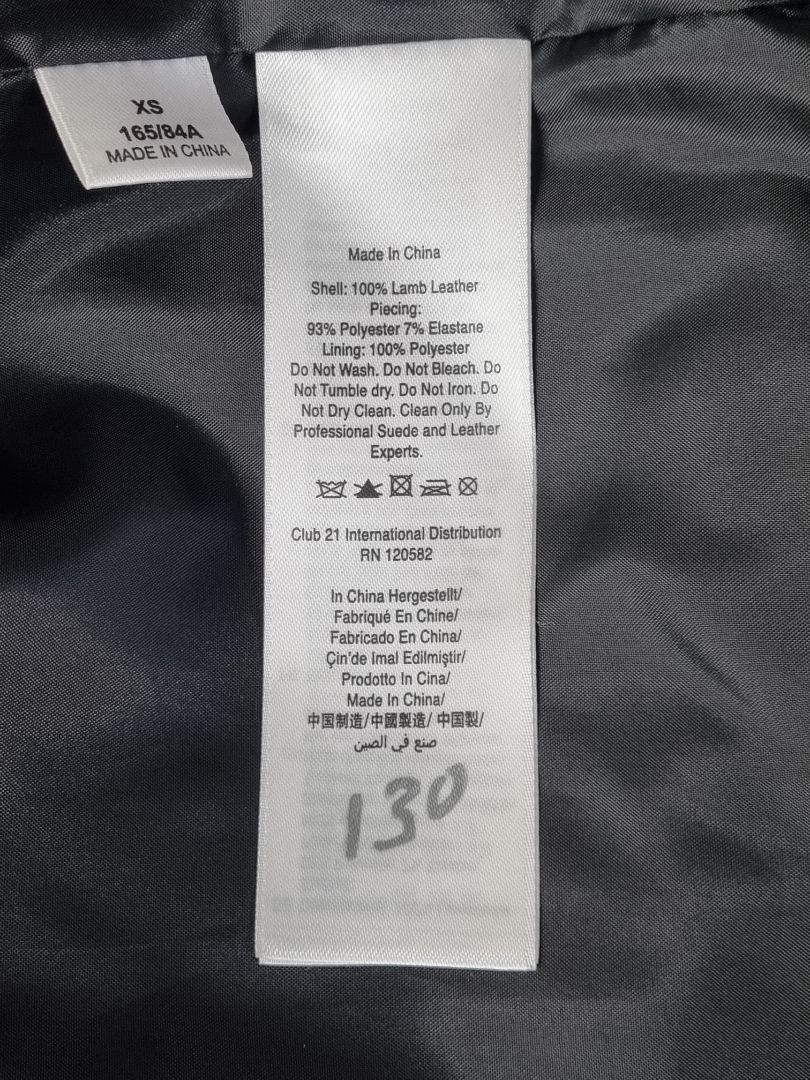 XS
165/84A
MADE IN CHINA
Made In China
Shell: 100% Lamb Leather
Piecing:
93% Polyester 7% Elastane
Lining: 100% Polyester
Do Not Wash. Do Not Bleach. Do
Not Tumble dry. Do Not Iron. Do
Not Dry Clean. Clean Only By
Professional Suede and Leather
Experts.
Club 21 International Distribution
RN 120582
In China Hergestellt/
Fabriqué En Chine/
Fabricado En China/
Çin'de Imal Edilmiştir/
Prodotto In Cina/
Made In China/
中国制造/中國製造/ 中国製/
صنع في الصين
130